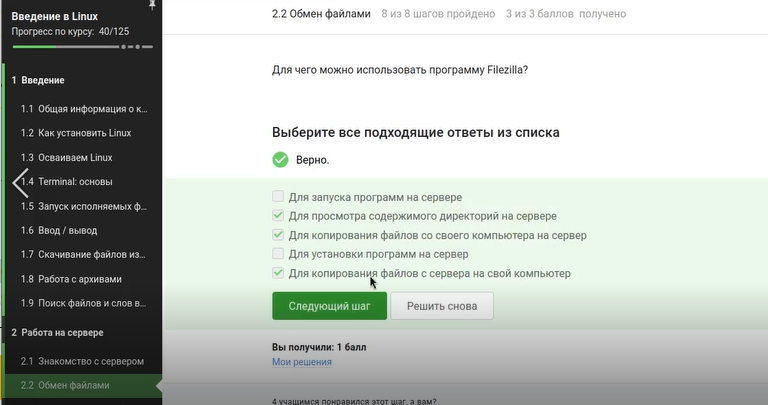 Введение в Linux
Прогресс по курсу: 40/125
1 Введение
1.1 Общая информация о к...
1.2 Как установить Linux
1.3 Осваиваем Linux
1.4 Terminal: основы
1.5 Запуск исполняемых ф...
1.6 Ввод / вывод
1.7 Скачивание файлов из...
1.8 Работа с архивами
1.9 Поиск файлов и слов в...
2 Работа на сервере
2.1 Знакомство с сервером
2.2 Обмен файлами
2.2 Обмен файлами 8 из 8 шагов пройдено 3 из 3 баллов получено
Для чего можно использовать программу Filezilla?
Выберите все подходящие ответы из списка
Верно.
Для запуска программ на сервере
Для просмотра содержимого директорий на сервере
Для копирования файлов со своего компьютера на сервер
Для установки программ на сервер
Для копирования файлов с сервера на свой компьютер
Следующий шаг Решить снова
Вы получили: 1 балл
Мои решения
4 учащимся понравился этот шаг, а вам?